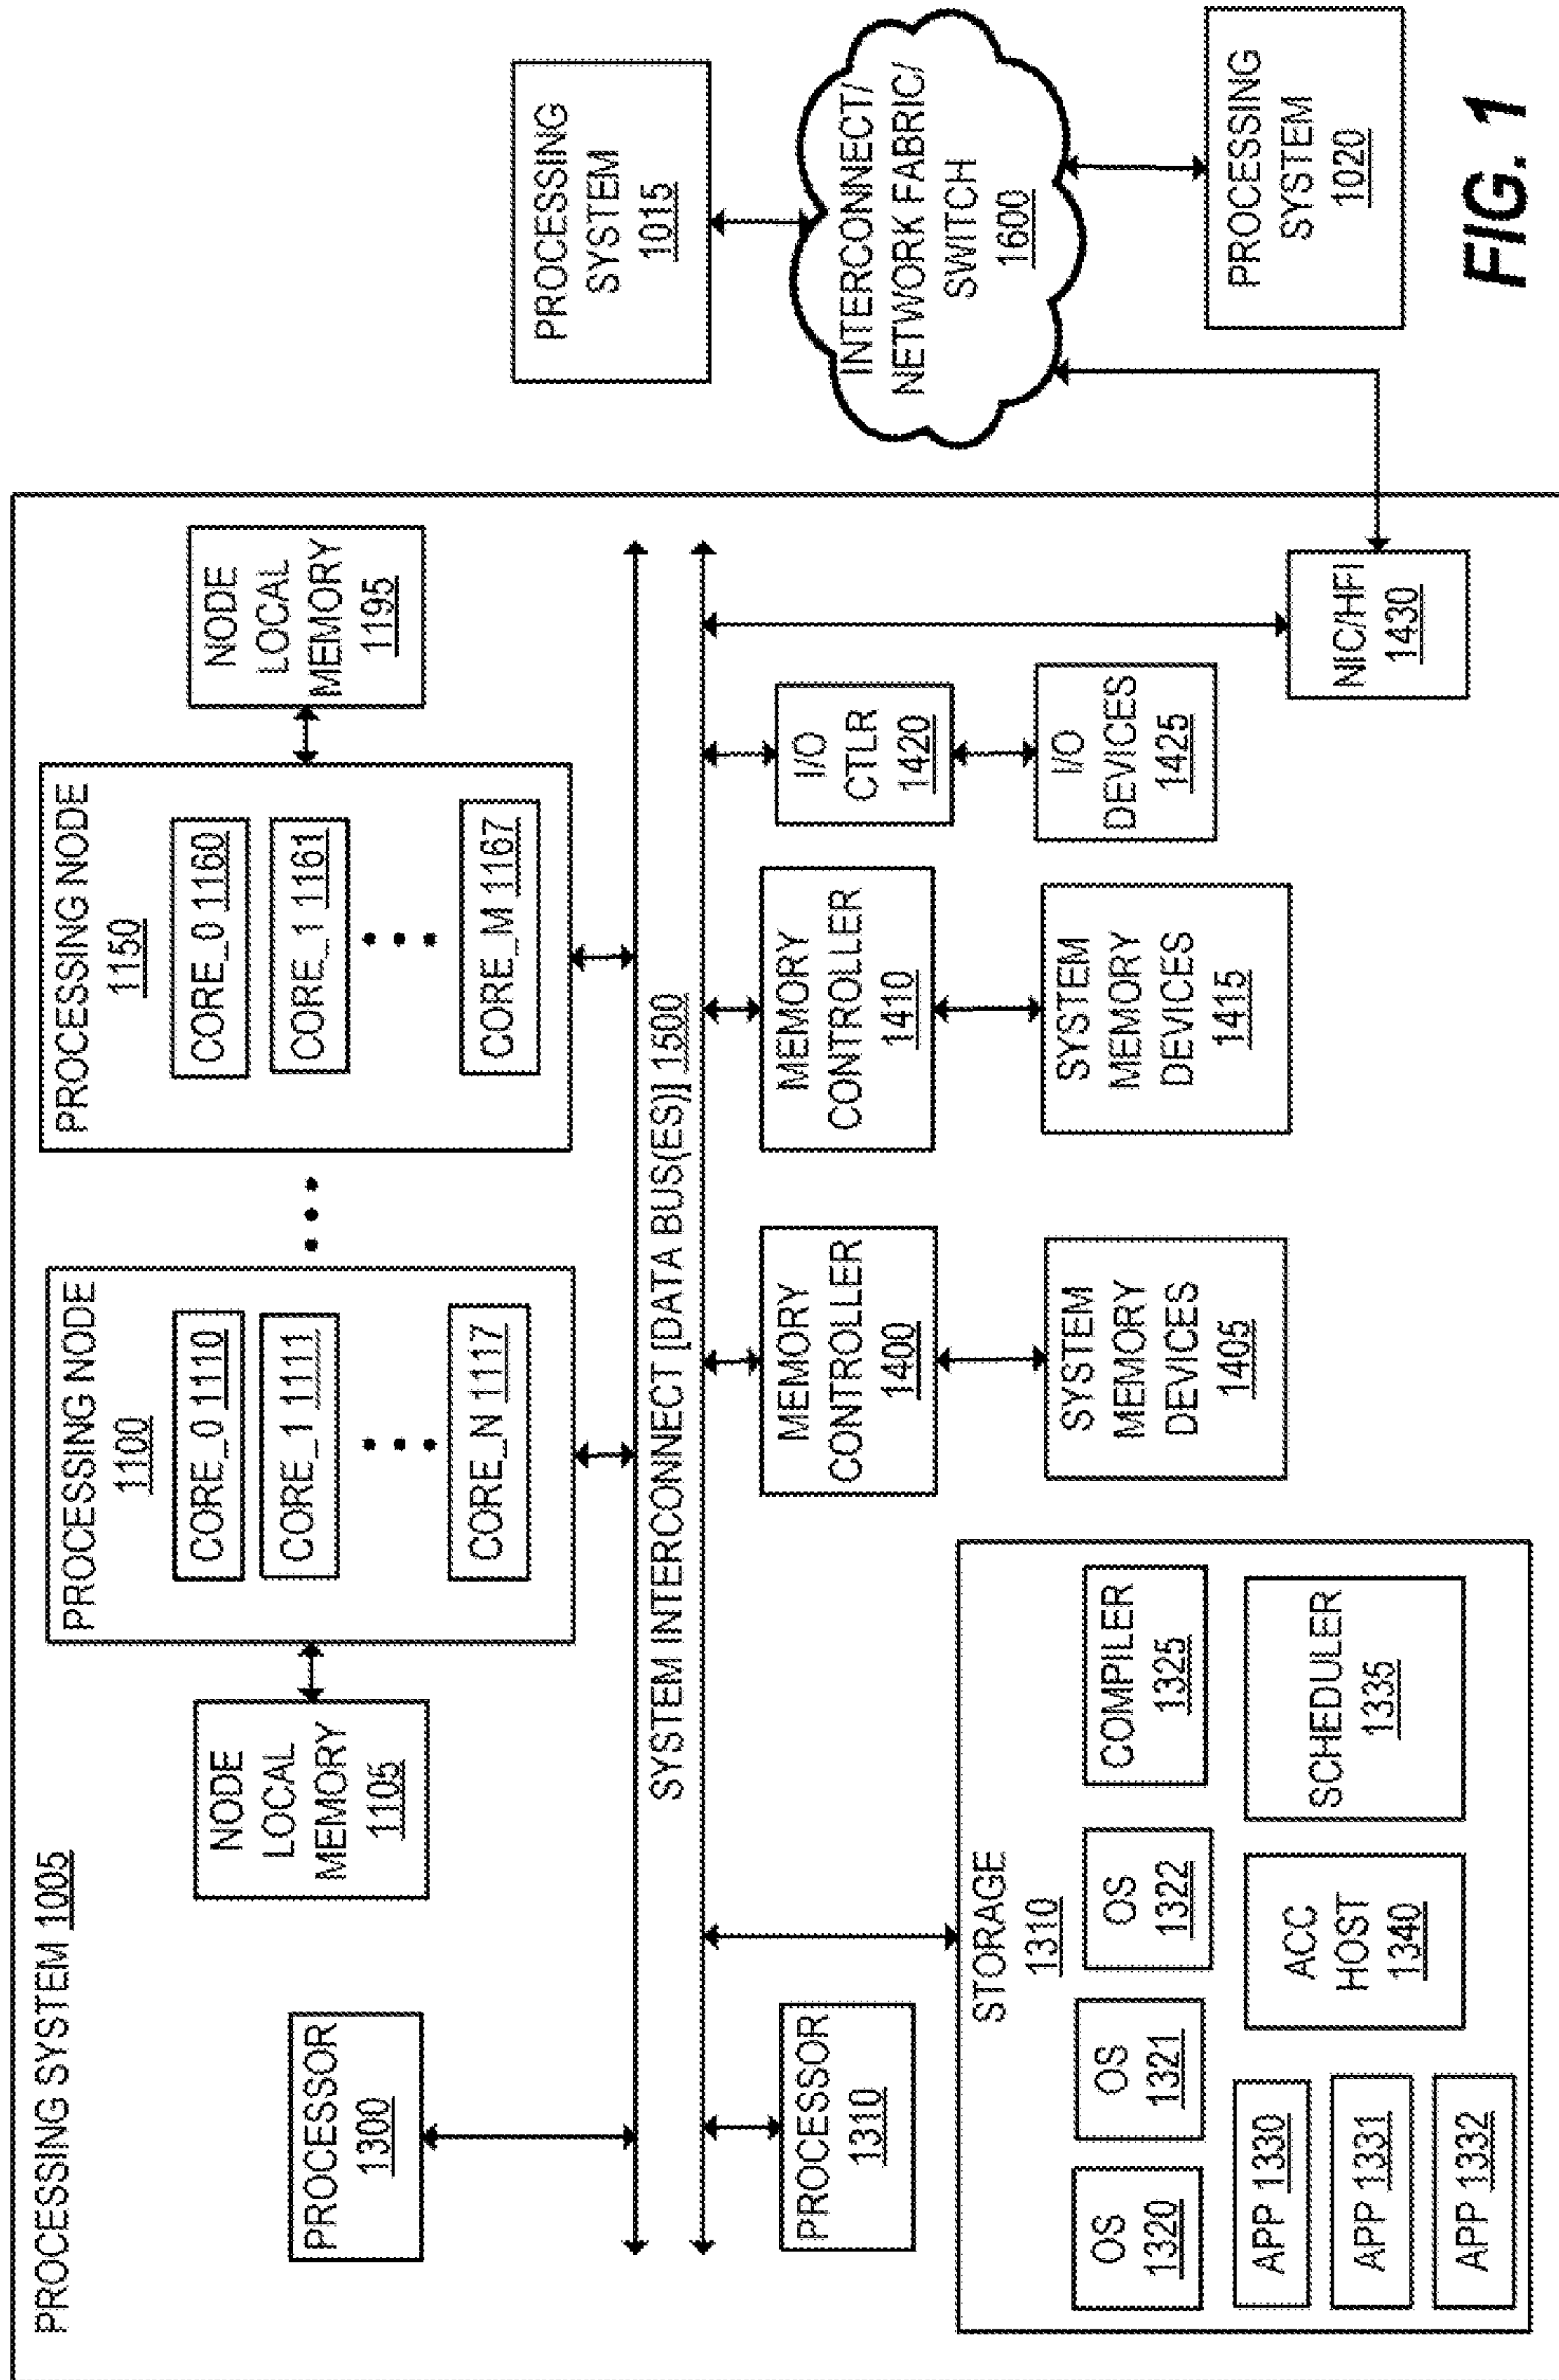 PROCESSING SYSTEM 1005
PROCESSOR
1300
NODE
LOCAL
MEMORY
1105
PROCESSING NODE
1100
CORE_0 1110
CORE_1 1111
CORE_N 1117
PROCESSING NODE
1150
CORE_0 1160
CORE_1 1161
CORE_M 1167
NODE
LOCAL
MEMORY
1195
SYSTEM INTERCONNECT [DATA BUS(ES)] 1500
PROCESSOR
1310
STORAGE
1310
OS
1320
OS
1321
OS
1322
COMPILER
1325
APP 1330
APP 1331
APP 1332
ACC
HOST
1340
SCHEDULER
1335
MEMORY
CONTROLLER
1400
SYSTEM
MEMORY
DEVICES
1405
MEMORY
CONTROLLER
1410
SYSTEM
MEMORY
DEVICES
1415
I/O
CTLR
1420
I/O
DEVICES
1425
NIC/HFI
1430
PROCESSING
SYSTEM
1015
INTERCONNECT/
NETWORK FABRIC/
SWITCH
1600
PROCESSING
SYSTEM
1020
FIG. 1